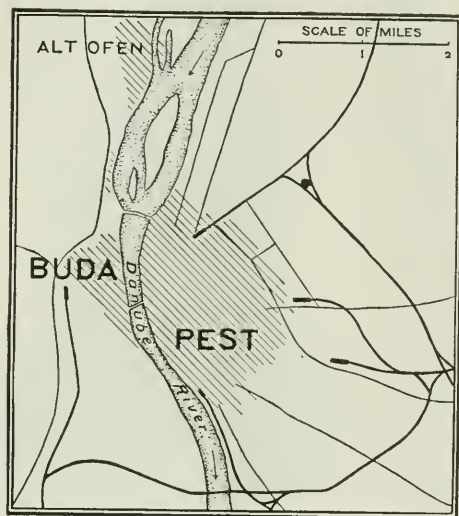 ALT OFEN
SCALE OF MILES
0 1 2
BUDA
PEST
Danube
River.